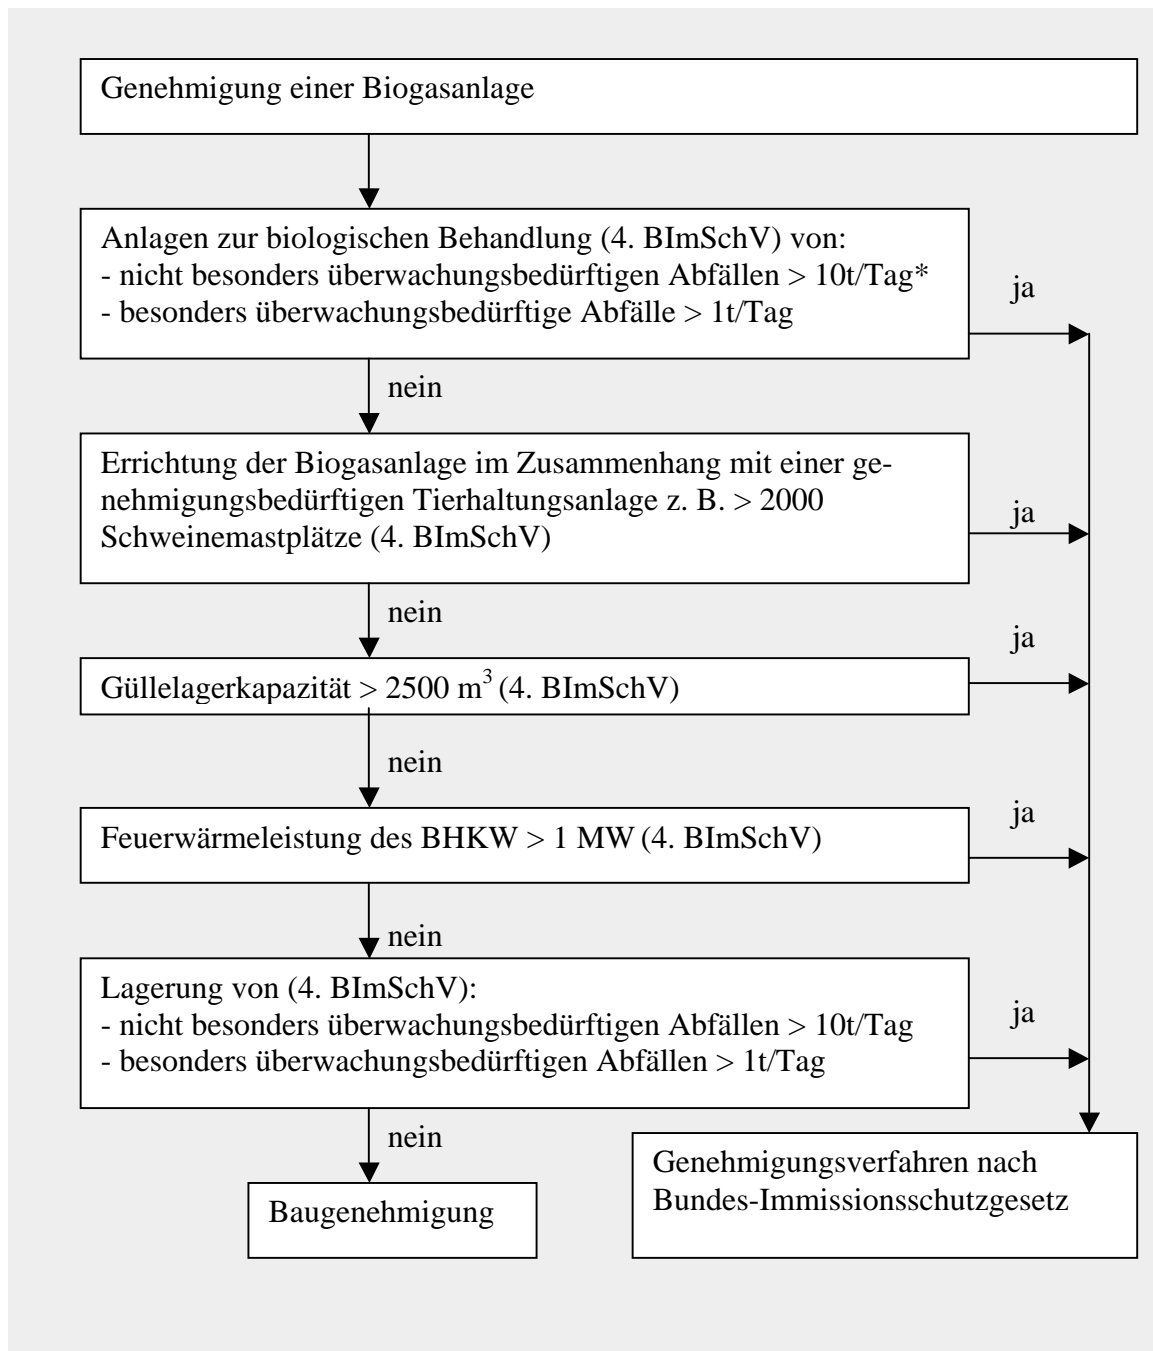 Genehmigung einer Biogasanlage
Anlagen zur biologischen Behandlung (4. BImSchV) von:
- nicht besonders überwachungsbedürftigen Abfällen > 10t/Tag*
- besonders überwachungsbedürftige Abfälle > 1t/Tag
ja
nein
Errichtung der Biogasanlage im Zusammenhang mit einer ge-
nehmigungsbedürftigen Tierhaltungsanlage z. B. > 2000
Schweinemastplätze (4. BImSchV)
ja
nein
Güllelagerkapazität > 2500 m³ (4. BImSchV)
ja
nein
Feuerwärmeleistung des BHKW > 1 MW (4. BImSchV)
ja
nein
Lagerung von (4. BImSchV):
- nicht besonders überwachungsbedürftigen Abfällen > 10t/Tag
- besonders überwachungsbedürftigen Abfällen > 1t/Tag
ja
nein
Baugenehmigung
Genehmigungsverfahren nach
Bundes-Immissionsschutzgesetz